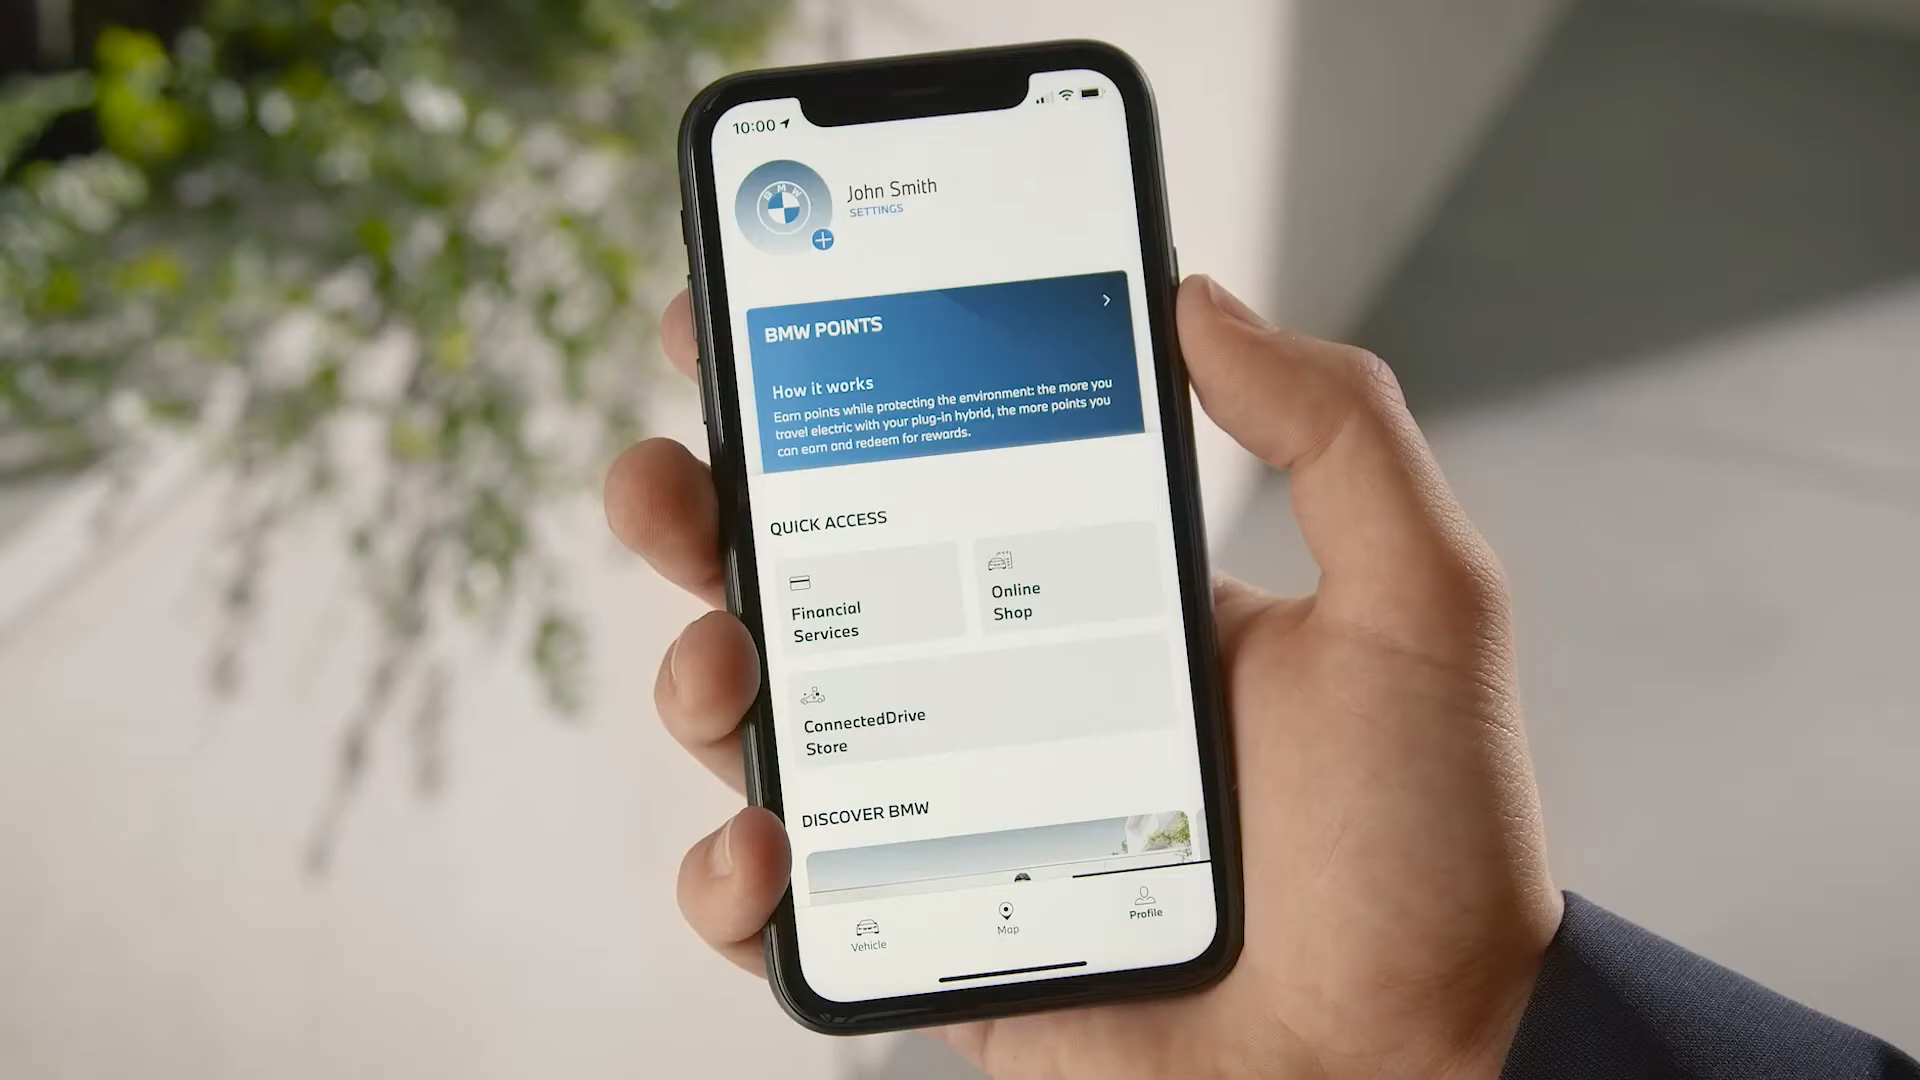 10:00
BMW
John Smith
SETTINGS
BMW POINTS
How it works
Earn points while protecting the environment: the more you
travel electric with your plug-in hybrid, the more points you
can earn and redeem for rewards.
QUICK ACCESS
Financial
Services
Online
Shop
ConnectedDrive
Store
DISCOVER BMW
Vehicle
Map
Profile